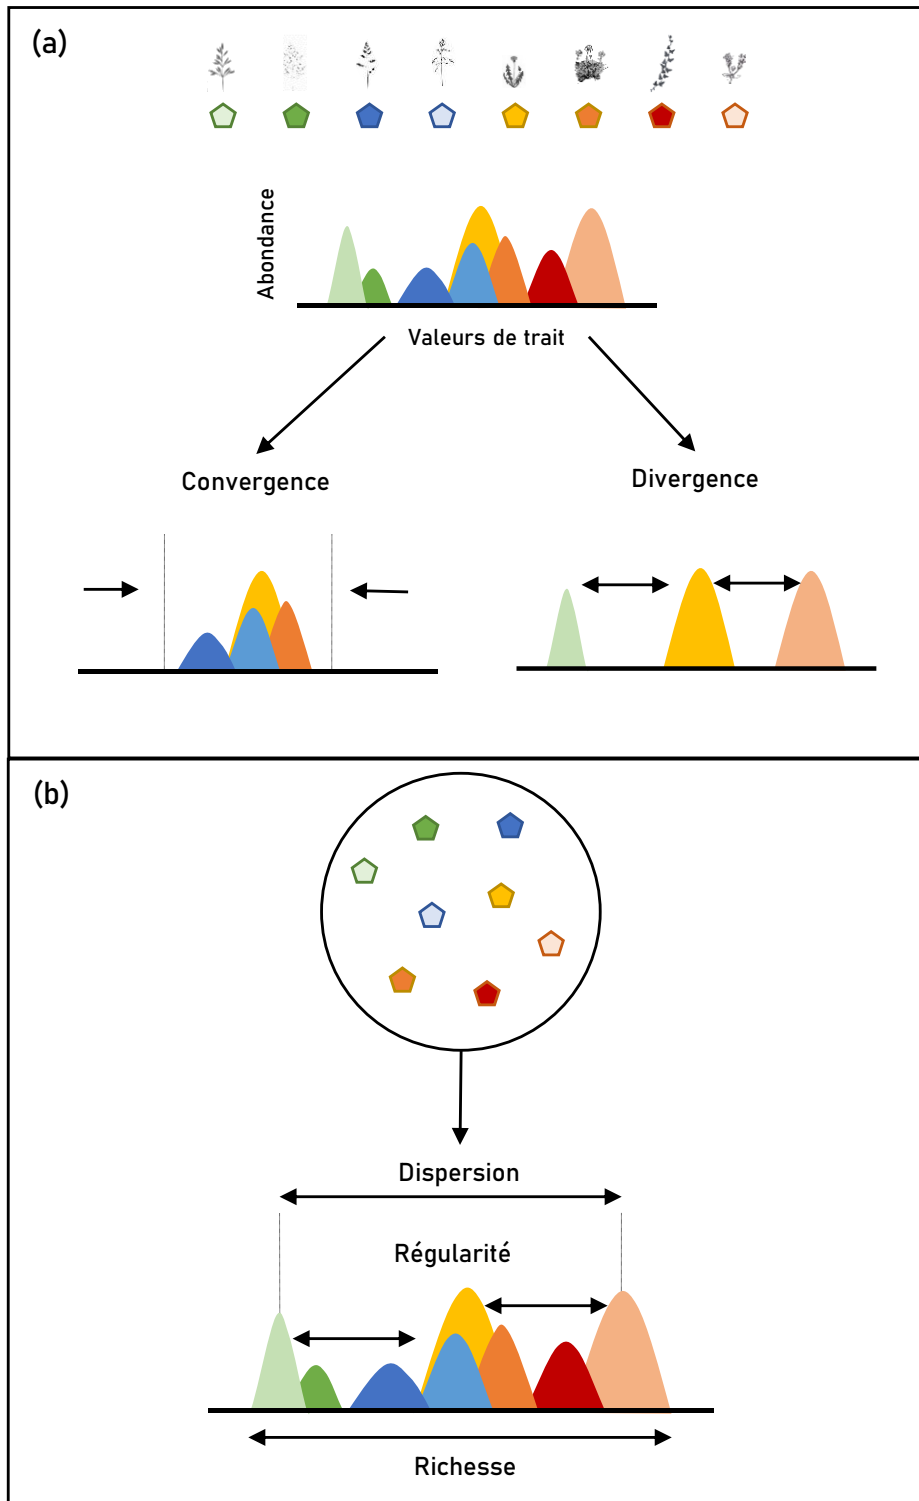 (a)
Abondance
Valeurs de trait
Convergence
Divergence
(b)
Dispersion
Régularité
Richesse